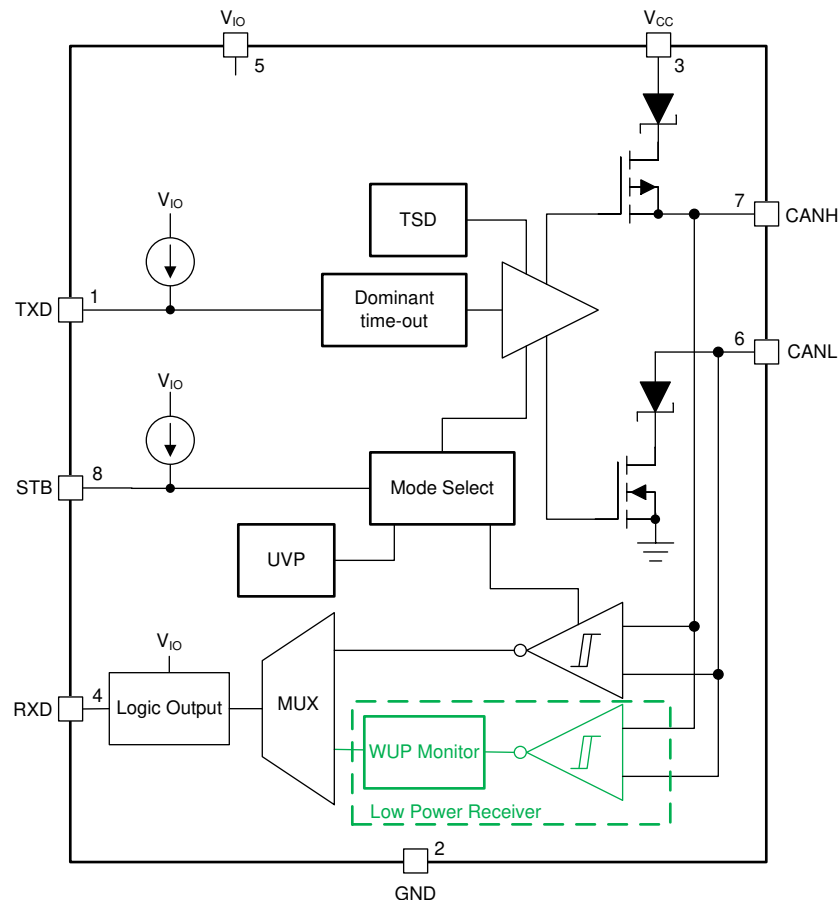 VIO
5
VCC
3
VIO
TSD
7
CANH
TXD
1
Dominant
time-out
6
CANL
VIO
STB
8
Mode Select
UVP
VIO
RXD
4
Logic Output
MUX
WUP Monitor
Low Power Receiver
2
GND